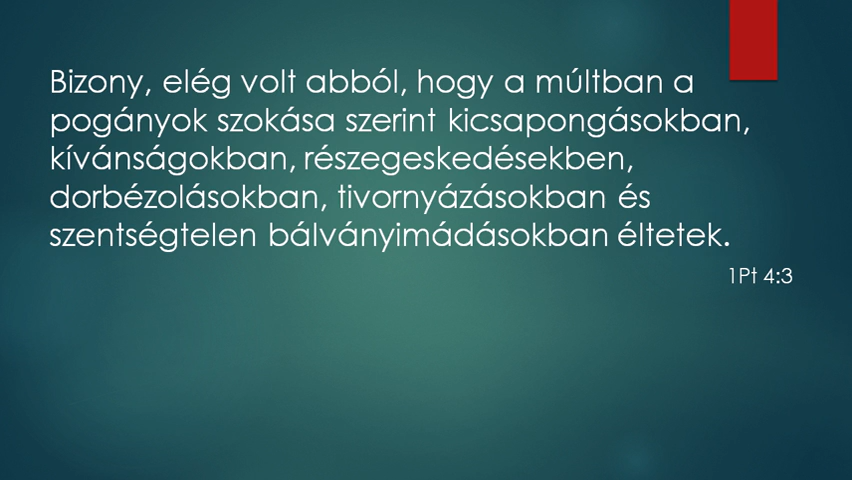 Bizony, elég volt abból, hogy a múltban a
pogányok szokása szerint kicsapongásokban,
kívánságokban, részegeskedésekben,
dorbézolásokban, tivornyázásokban és
szentségtelen bálványimádásokban éltetek.
1Pt 4:3